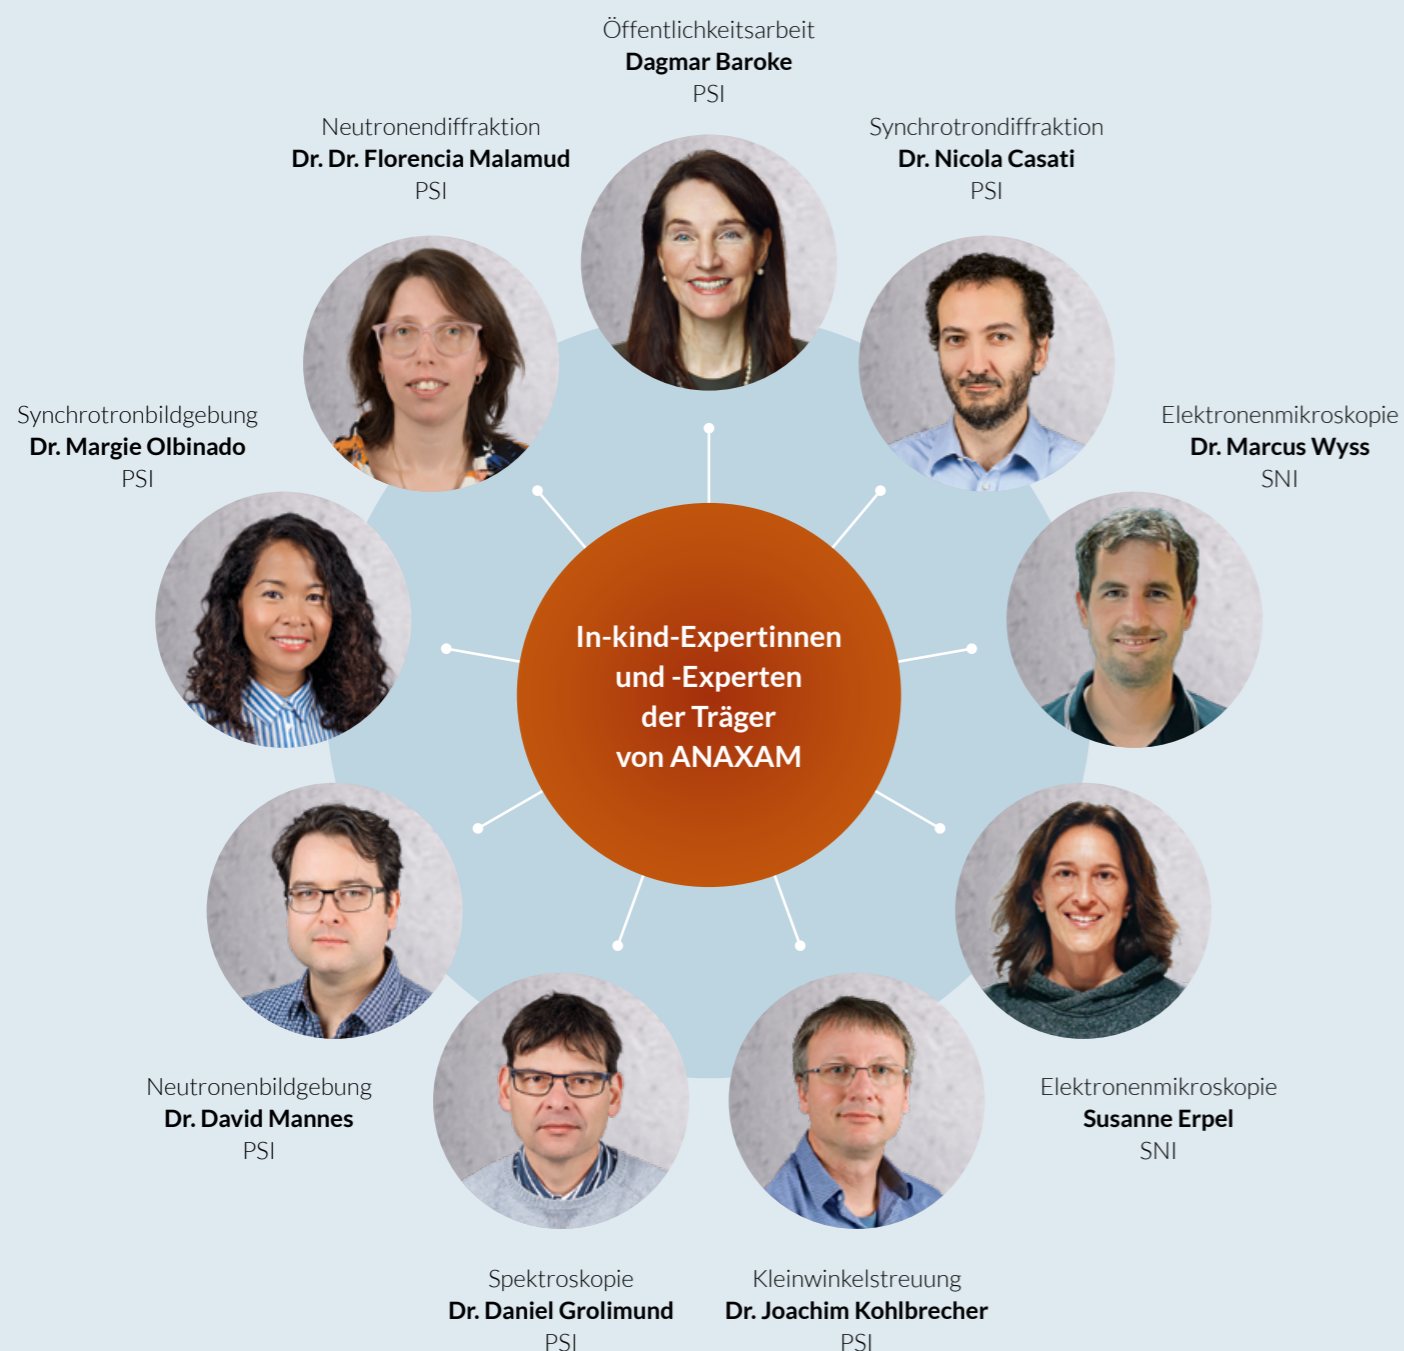 Öffentlichkeitsarbeit
Dagmar Baroke
PSI
Neutronendiffraktion
Dr. Dr. Florencia Malamud
PSI
Synchrotrondiffraktion
Dr. Nicola Casati
PSI
Synchrotronbildgebung
Dr. Margie Olbinado
PSI
Elektronenmikroskopie
Dr. Marcus Wyss
SNI
In-kind-Expertinnen
und -Experten
der Träger
von ANAXAM
Neutronenbildgebung
Dr. David Mannes
PSI
Elektronenmikroskopie
Susanne Erpel
SNI
Spektroskopie
Dr. Daniel Grolimund
PSI
Kleinwinkelstreuung
Dr. Joachim Kohlbrecher
PSI